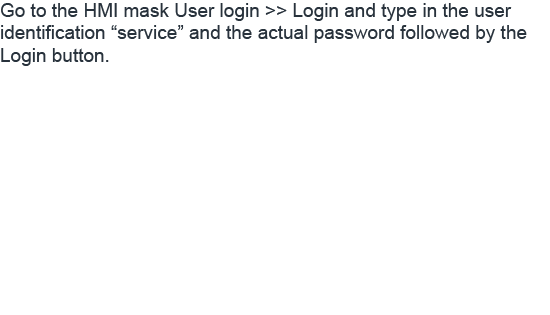 Go to the HMI mask User login >> Login and type in the user
identification “service” and the actual password followed by the
Login button.